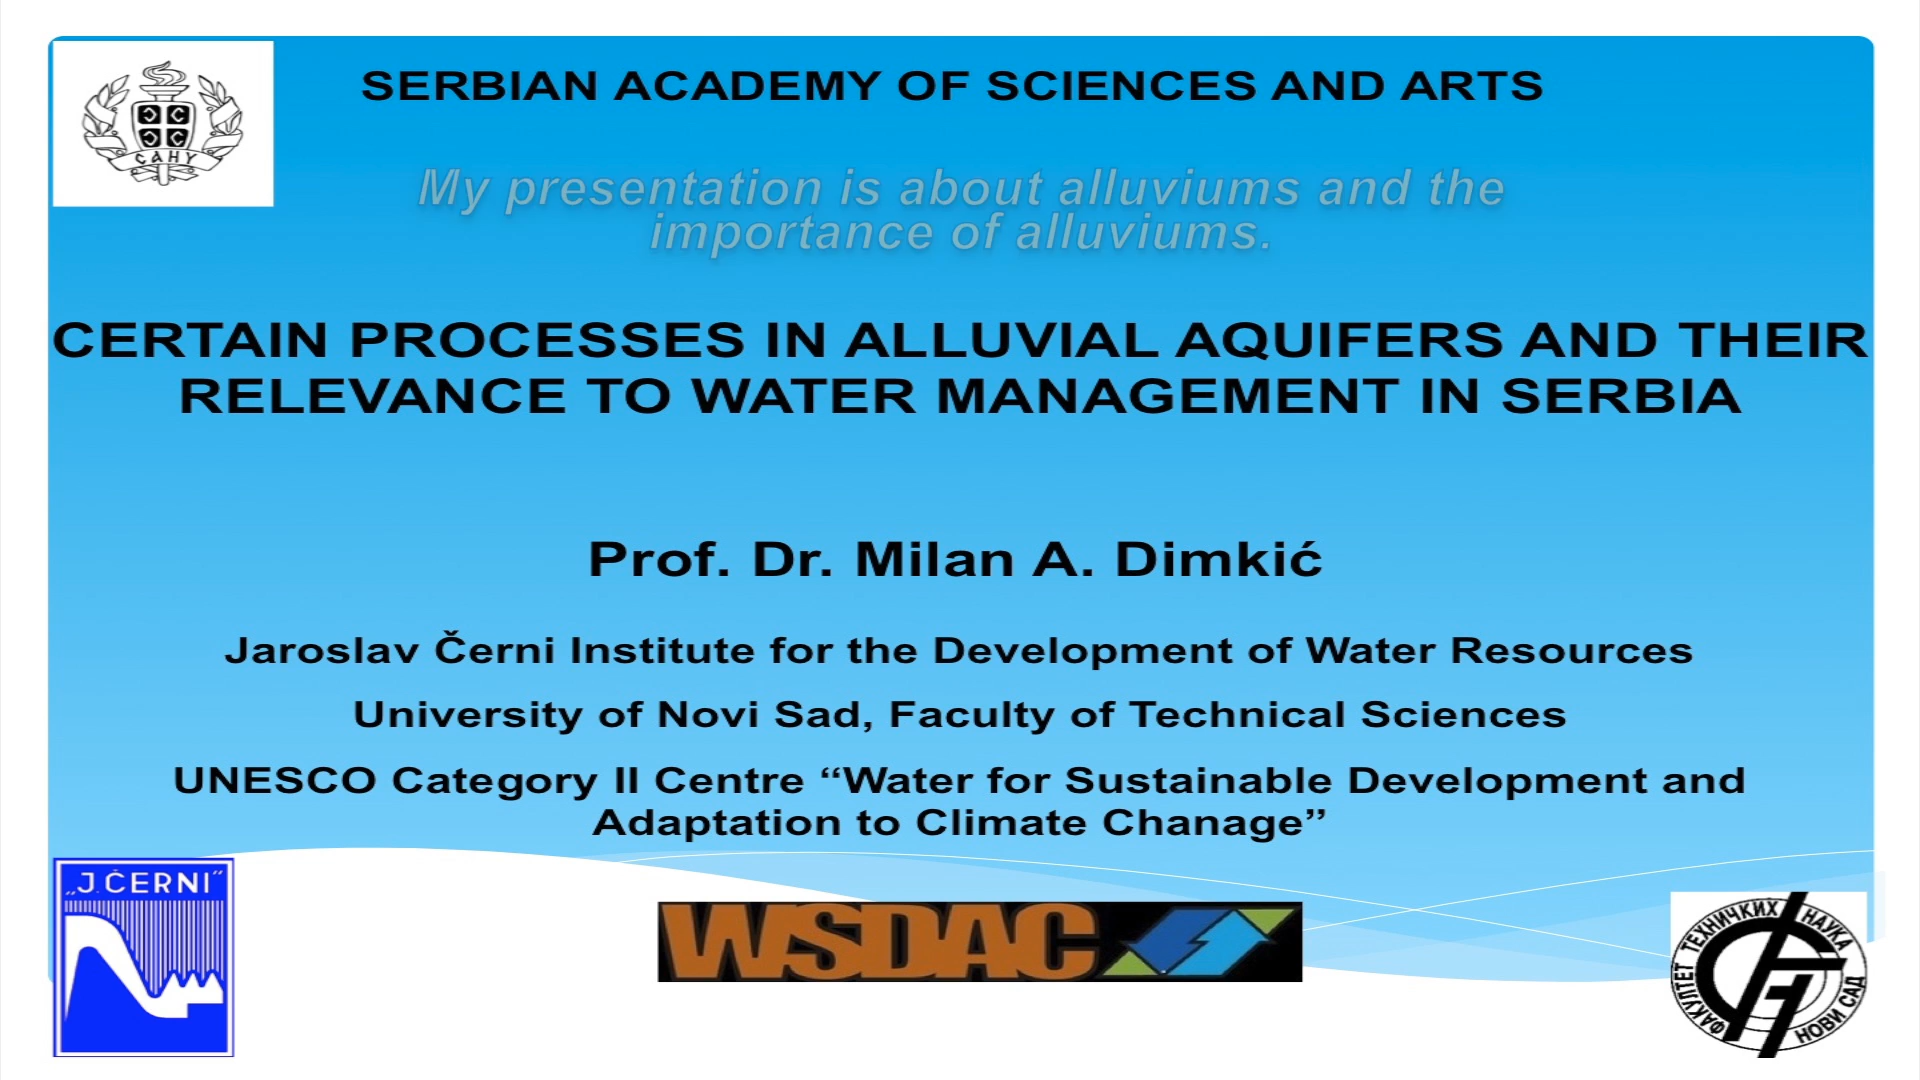 SERBIAN ACADEMY OF SCIENCES AND ARTS
САНУ
My presentation is about alluviums and the
importance of alluviums.
CERTAIN PROCESSES IN ALLUVIAL AQUIFERS AND THEIR
RELEVANCE TO WATER MANAGEMENT IN SERBIA
Prof. Dr. Milan A. Dimkić
Jaroslav Černi Institute for the Development of Water Resources
University of Novi Sad, Faculty of Technical Sciences
UNESCO Category II Centre “Water for Sustainable Development and
Adaptation to Climate Chanage”
„J.ČERNI“
WSDAC
ФАКУЛТЕТ ТЕХНИЧКИХ НАУКА
НОВИ САД